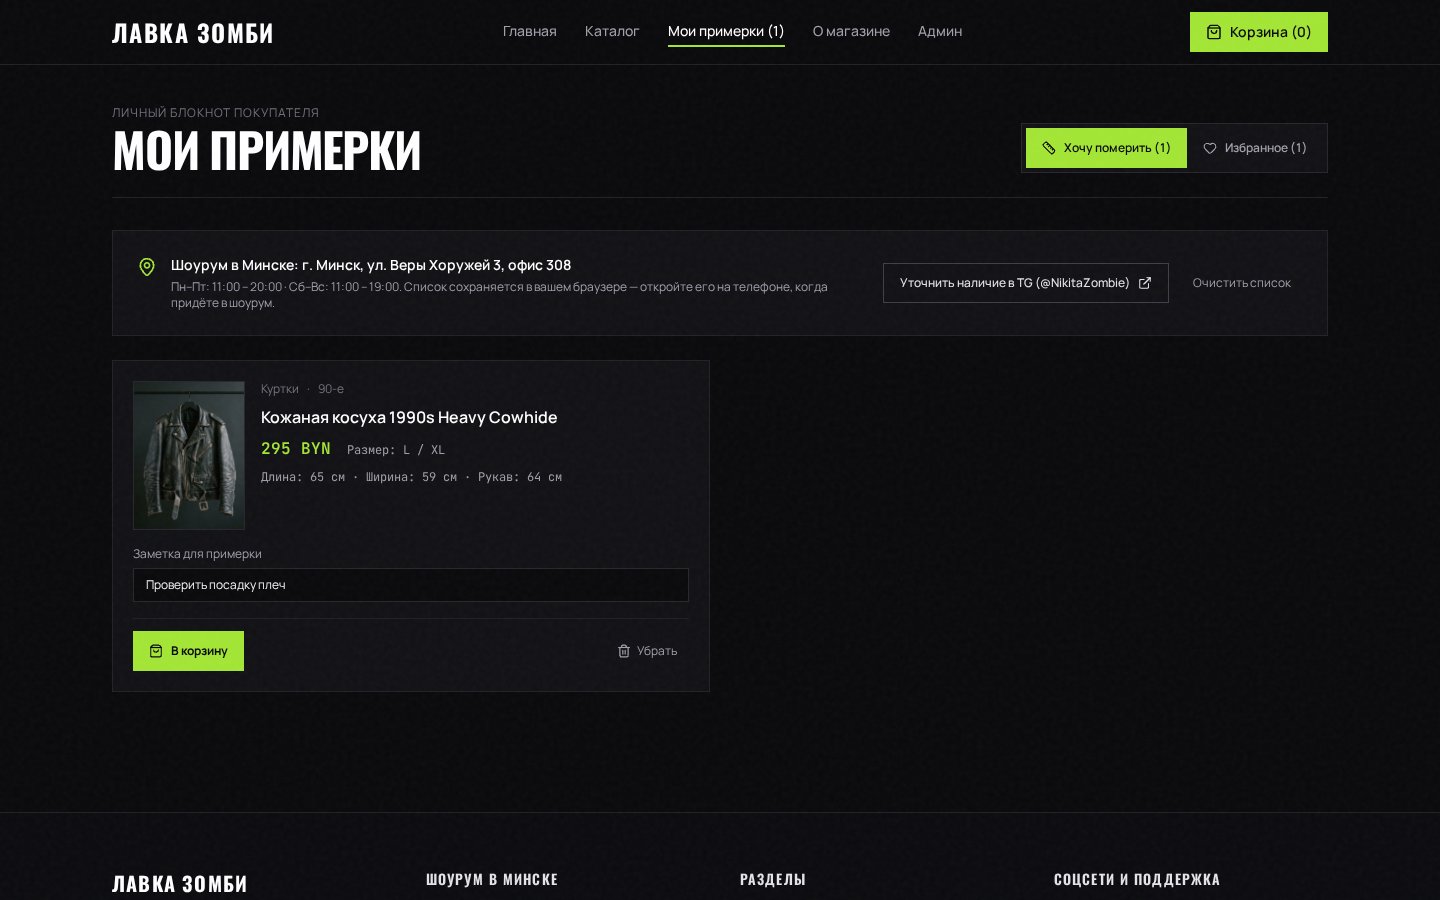 ЛАВКА ЗОМБИ
Главная
Каталог
Мои примерки (1)
О магазине
Админ
Корзина (0)
ЛИЧНЫЙ БЛОКНОТ ПОКУПАТЕЛЯ
МОИ ПРИМЕРКИ
Хочу померить (1)
Избранное (1)
Шоурум в Минске: г. Минск, ул. Веры Хоружей 3, офис 308
Пн–Пт: 11:00 – 20:00 · Сб–Вс: 11:00 – 19:00. Список сохраняется в вашем браузере — откройте его на телефоне, когда
придёте в шоурум.
Уточнить наличие в TG (@NikitaZombie)
Очистить список
Куртки · 90-е
Кожаная косуха 1990s Heavy Cowhide
295 BYN Размер: L / XL
Длина: 65 см · Ширина: 59 см · Рукав: 64 см
Заметка для примерки
Проверить посадку плеч
В корзину
Убрать
ЛАВКА ЗОМБИ
ШОУРУМ В МИНСКЕ
РАЗДЕЛЫ
СОЦСЕТИ И ПОДДЕРЖКА